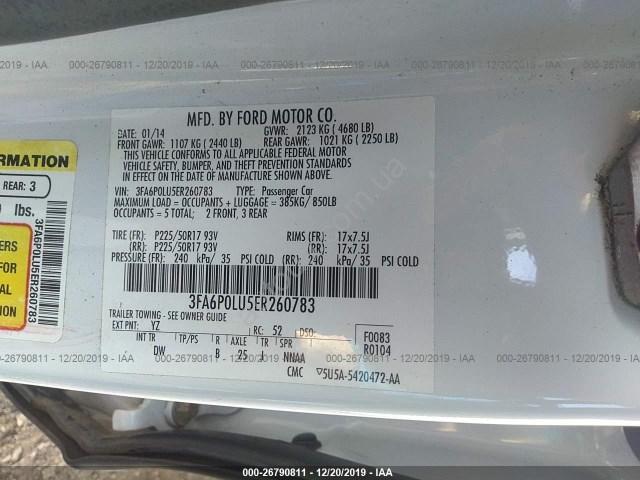 000-26790811 - 12/20/2019 - IAA
MFD. BY FORD MOTOR CO.
DATE: 01/14 GVWR: 2123 KG (4680 LB)
FRONT GAWR: 1107 KG (2440 LB) REAR GAWR: 1021 KG (2250 LB)
THIS VEHICLE CONFORMS TO ALL APPLICABLE FEDERAL MOTOR
VEHICLE SAFETY, BUMPER, AND THEFT PREVENTION STANDARDS
IN EFFECT ON THE DATE OF MANUFACTURE SHOWN ABOVE
VIN: 3FA6P0LU5ER260783 TYPE: Passenger Car
MAXIMUM LOAD = OCCUPANTS + LUGGAGE = 385KG/ 850LB
OCCUPANTS = 5 TOTAL; 2 FRONT, 3 REAR
TIRE (FR): P225/50R17 93V RIMS (FR): 17x7.5J
(RR): P225/50R17 93V (RR): 17x7.5J
PRESSURE (FR): 240 kPa/ 35 PSI COLD (RR): 240 kPa/ 35 PSI COLD
3FA6P0LU5ER260783
TRAILER TOWING - SEE OWNER GUIDE
EXT PNT: YZ RC: 52 DSO:
INT TR TP/PS R AXLE TR SPR
DW B 25 J NNAA
F0083
R0104
CMC 5U5A-5420472-AA
ORMATION
REAR: 3
lbs.
ERS
FOR
ION
3FA6P0LU5ER260783
000-26790811 - 12/20/2019 - IAA